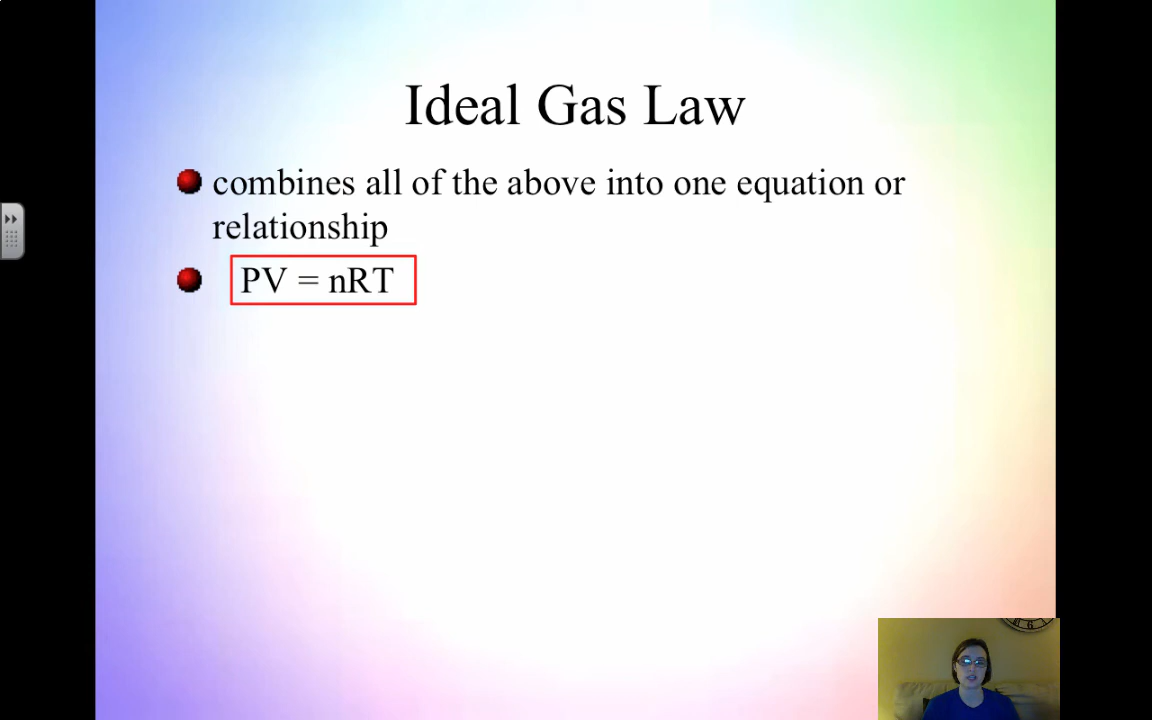 Ideal Gas Law
combines all of the above into one equation or
relationship
PV = nRT